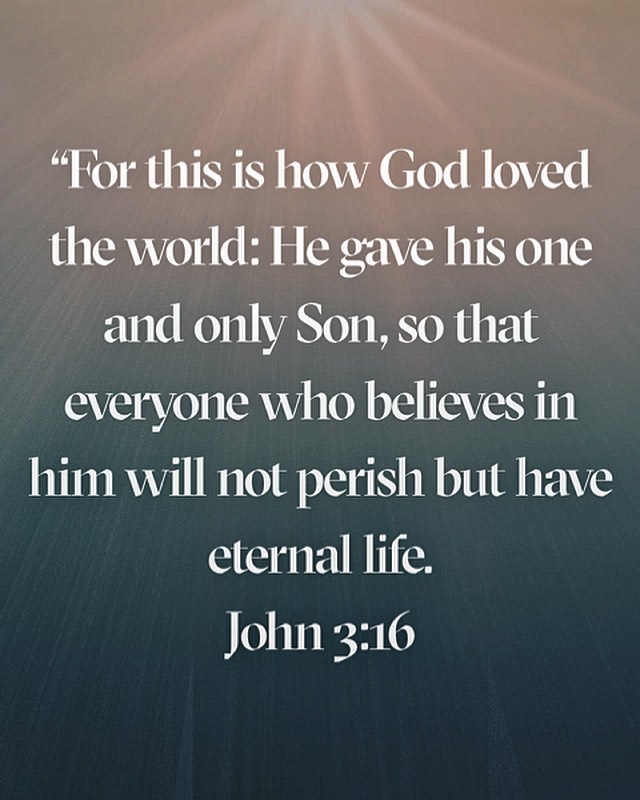 “For this is how God loved
the world: He gave his one
and only Son, so that
everyone who believes in
him will not perish but have
eternal life.
John 3:16